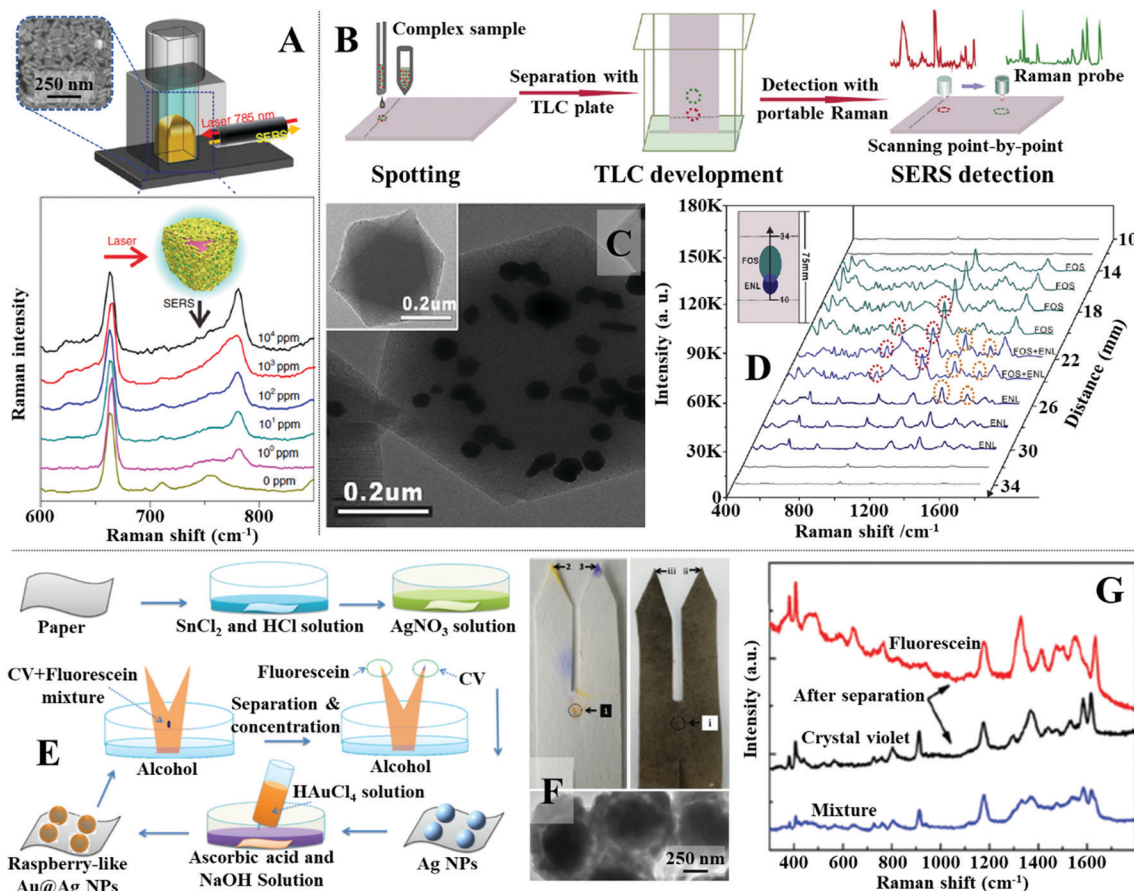 A
250 nm
Laser 785 nm
SERS
Laser
SERS
10⁴ ppm
10³ ppm
10² ppm
10¹ ppm
10⁰ ppm
0 ppm
Raman intensity
600
700
800
Raman shift (cm⁻¹)
B
Complex sample
Separation with
TLC plate
Detection with
portable Raman
Raman probe
Scanning point-by-point
Spotting
TLC development
SERS detection
C
0.2um
0.2um
D
180K
150K
120K
90K
60K
30K
0
Intensity (a. u.)
34
FOS
ENL
10
75mm
FOS
FOS
FOS
FOS
FOS+ENL
FOS+ENL
ENL
ENL
ENL
10
14
18
22
26
30
34
Distance (mm)
400
800
1200
1600
Raman shift /cm⁻¹
E
Paper
SnCl₂ and HCl solution
AgNO₃ solution
CV+Fluorescein
mixture
Alcohol
Separation &
concentration
Fluorescein
CV
Alcohol
HAuCl₄ solution
Raspberry-like
Au@Ag NPs
Ascorbic acid and
NaOH Solution
Ag NPs
F
2
3
1
iii
ii
i
250 nm
G
Fluorescein
After separation
Crystal violet
Mixture
Intensity (a.u.)
400
600
800
1000
1200
1400
1600
Raman shift (cm⁻¹)